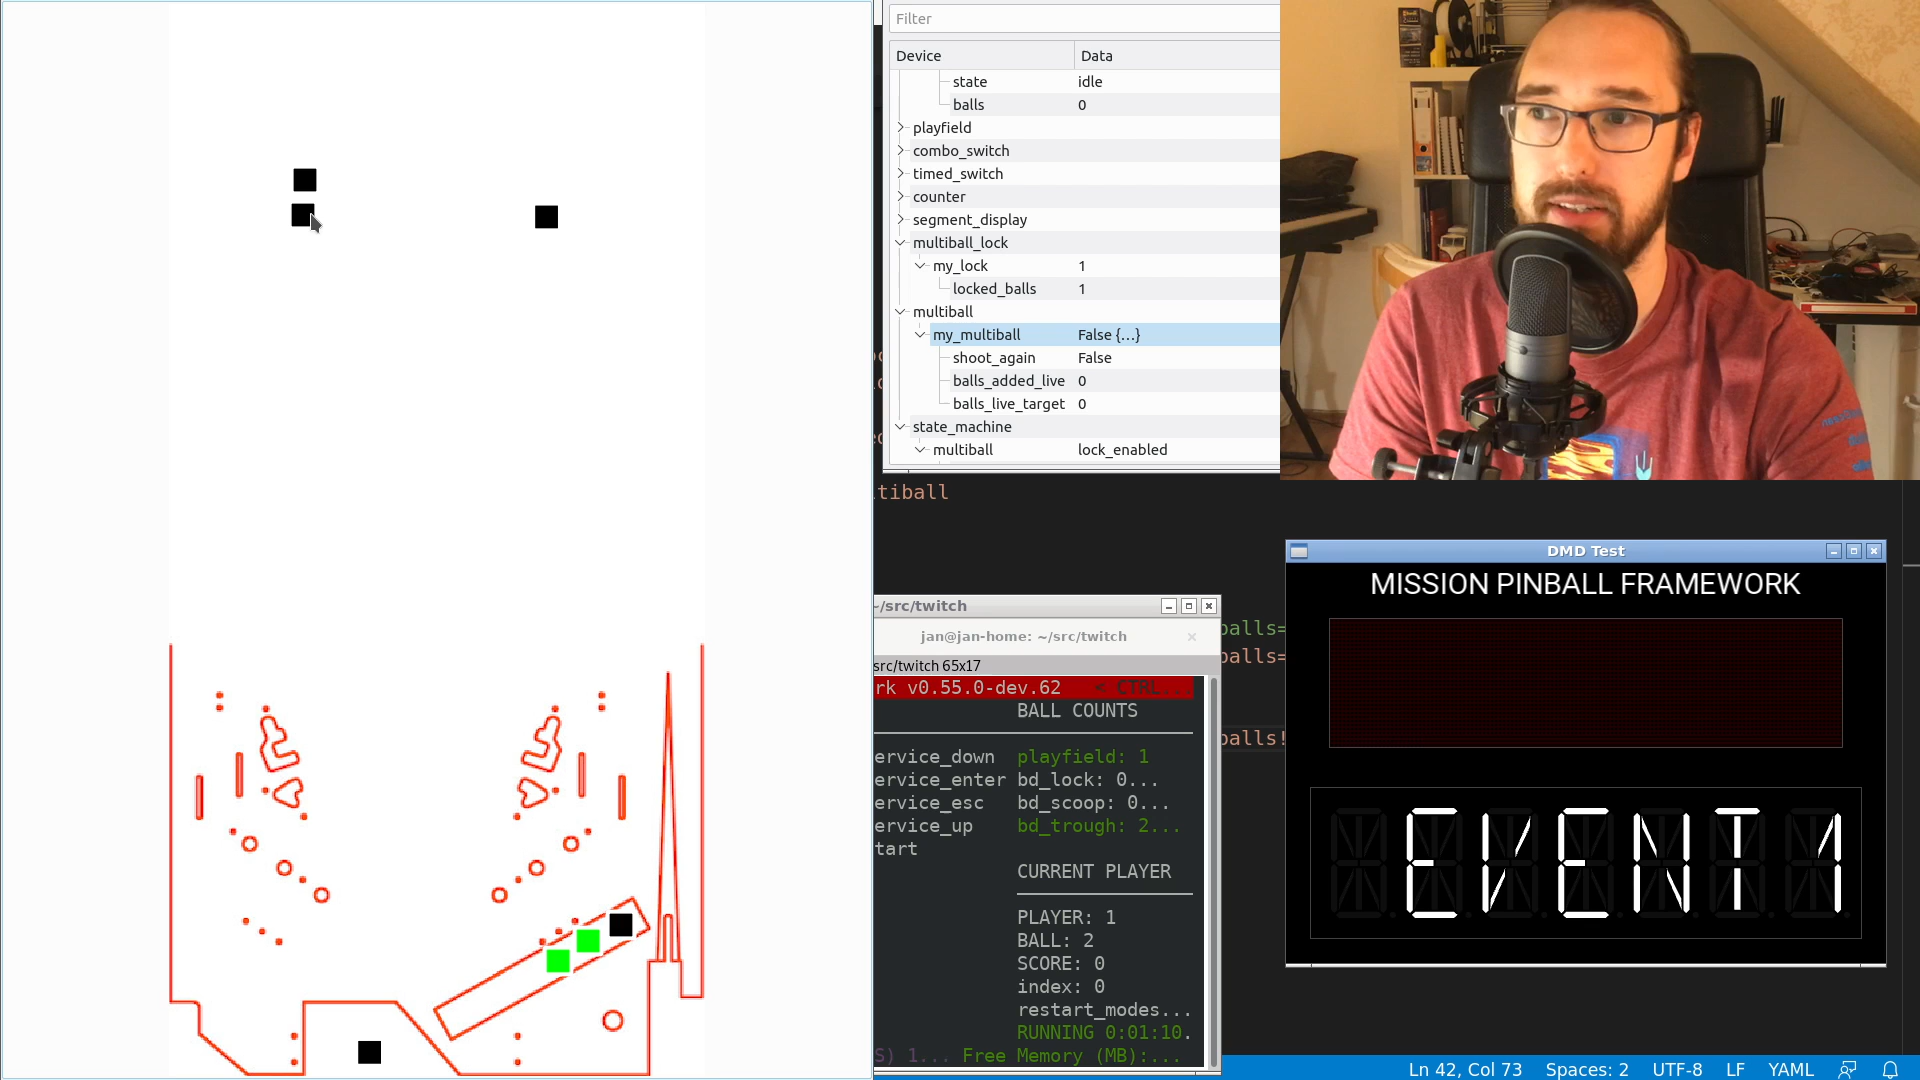 Filter
Device Data
state idle
balls 0
playfield
combo_switch
timed_switch
counter
segment_display
multiball_lock
my_lock 1
locked_balls 1
multiball
my_multiball False {...}
shoot_again False
balls_added_live 0
balls_live_target 0
state_machine
multiball lock_enabled
tiball
~/src/twitch
jan@jan-home: ~/src/twitch
src/twitch 65x17
rk v0.55.0-dev.62 < CTRL...
BALL COUNTS
ervice_down playfield: 1
ervice_enter bd_lock: 0...
ervice_esc bd_scoop: 0...
ervice_up bd_trough: 2...
tart
CURRENT PLAYER
PLAYER: 1
BALL: 2
SCORE: 0
index: 0
restart_modes...
RUNNING 0:01:10.
S) 1... Free Memory (MB):...
balls=
balls=
balls!
DMD Test
MISSION PINBALL FRAMEWORK
EVENT1
Ln 42, Col 73 Spaces: 2 UTF-8 LF YAML